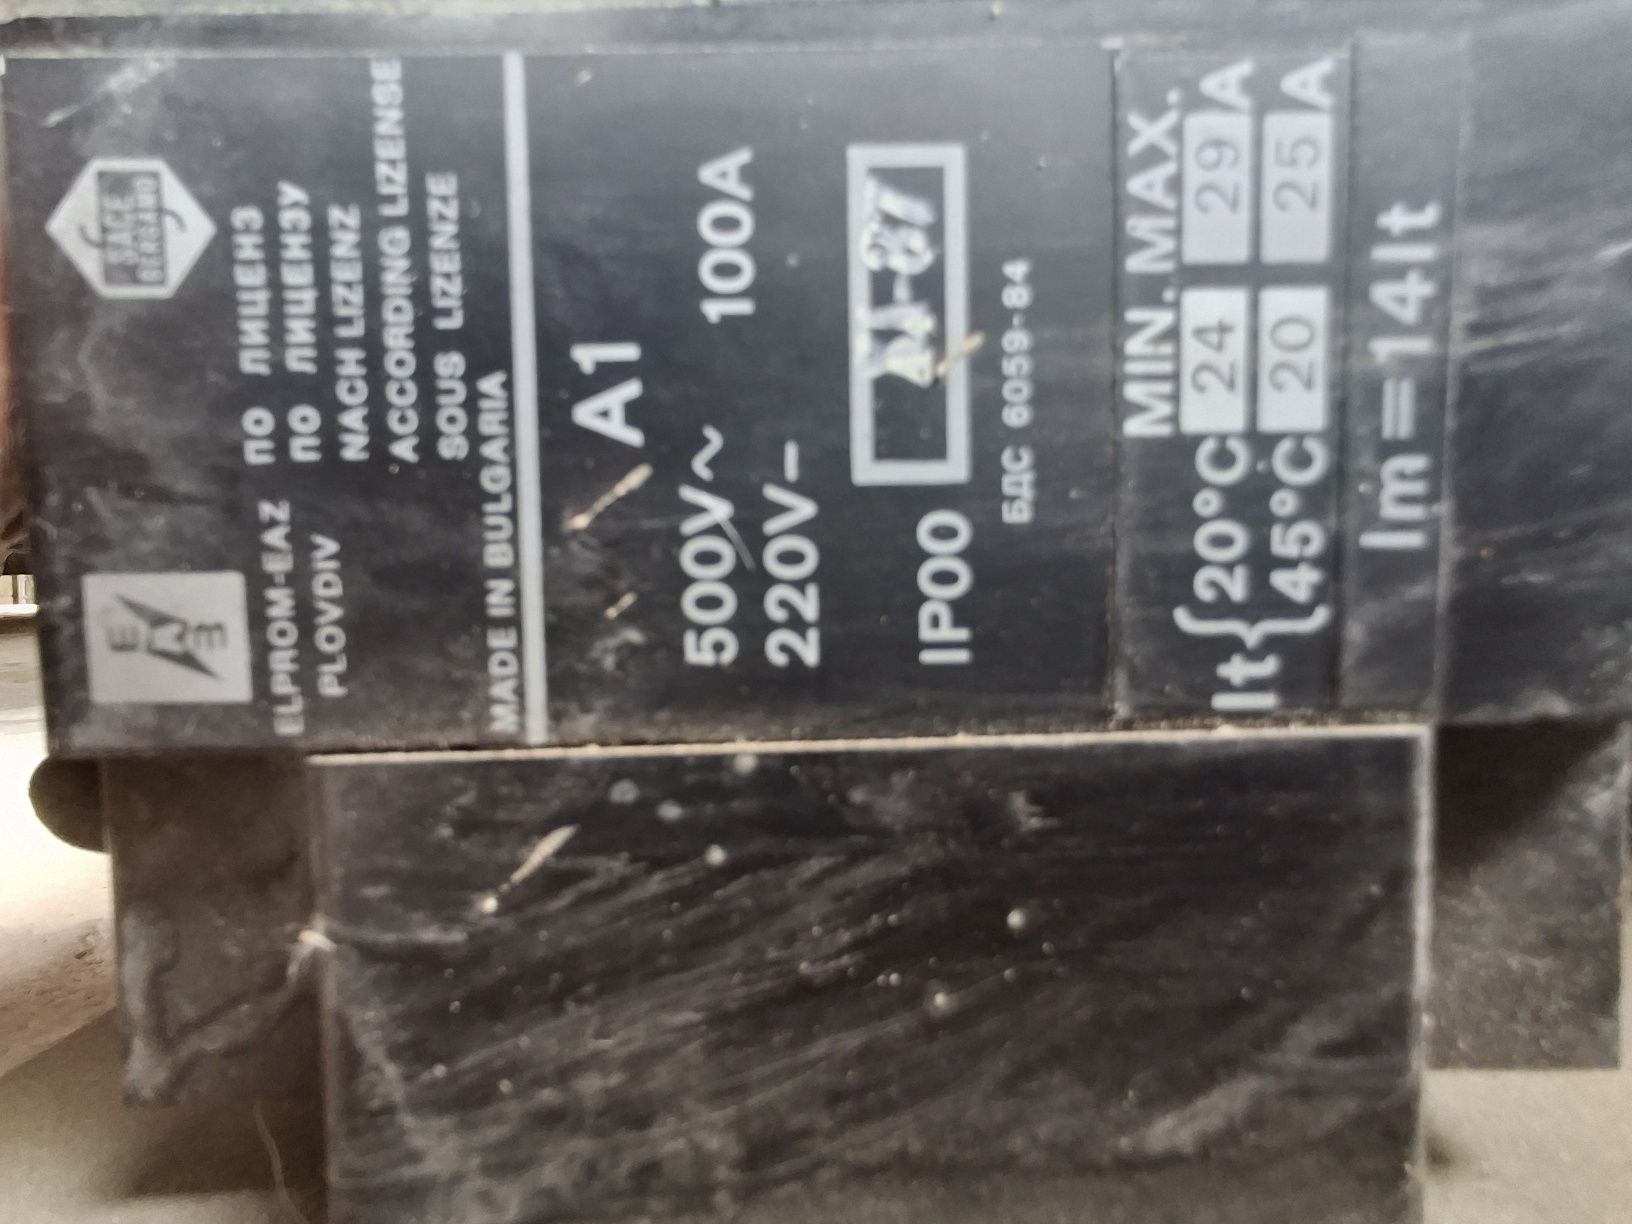 EAЗ
SACE
BERGAMO
ELPROM-EAZ ПО ЛИЦЕНЗ
PLOVDIV ПО ЛИЦЕНЗУ
NACH LIZENZ
ACCORDING LIZENSE
SOUS LIZENZE
MADE IN BULGARIA
A1
500V~ 100A
220V–
IP00
БДС 6059-84
MIN. MAX.
It { 20°C 24 29 A
45°C 20 25 A
Im=14It